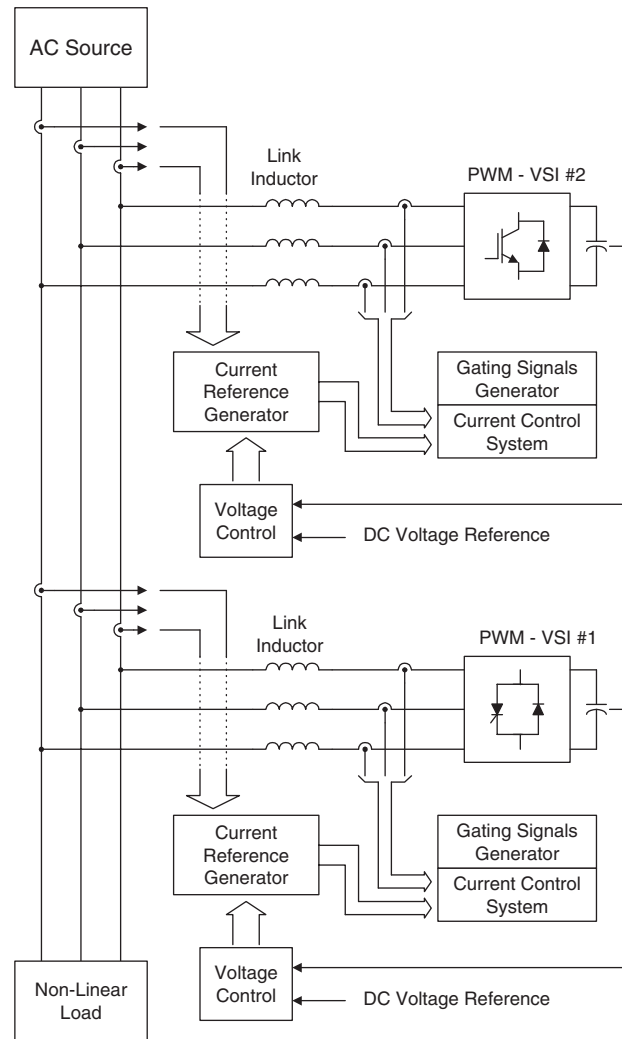 AC Source
Link
Inductor
PWM - VSI #2
Current
Reference
Generator
Gating Signals
Generator
Current Control
System
Voltage
Control
DC Voltage Reference
Link
Inductor
PWM - VSI #1
Current
Reference
Generator
Gating Signals
Generator
Current Control
System
Voltage
Control
DC Voltage Reference
Non-Linear
Load